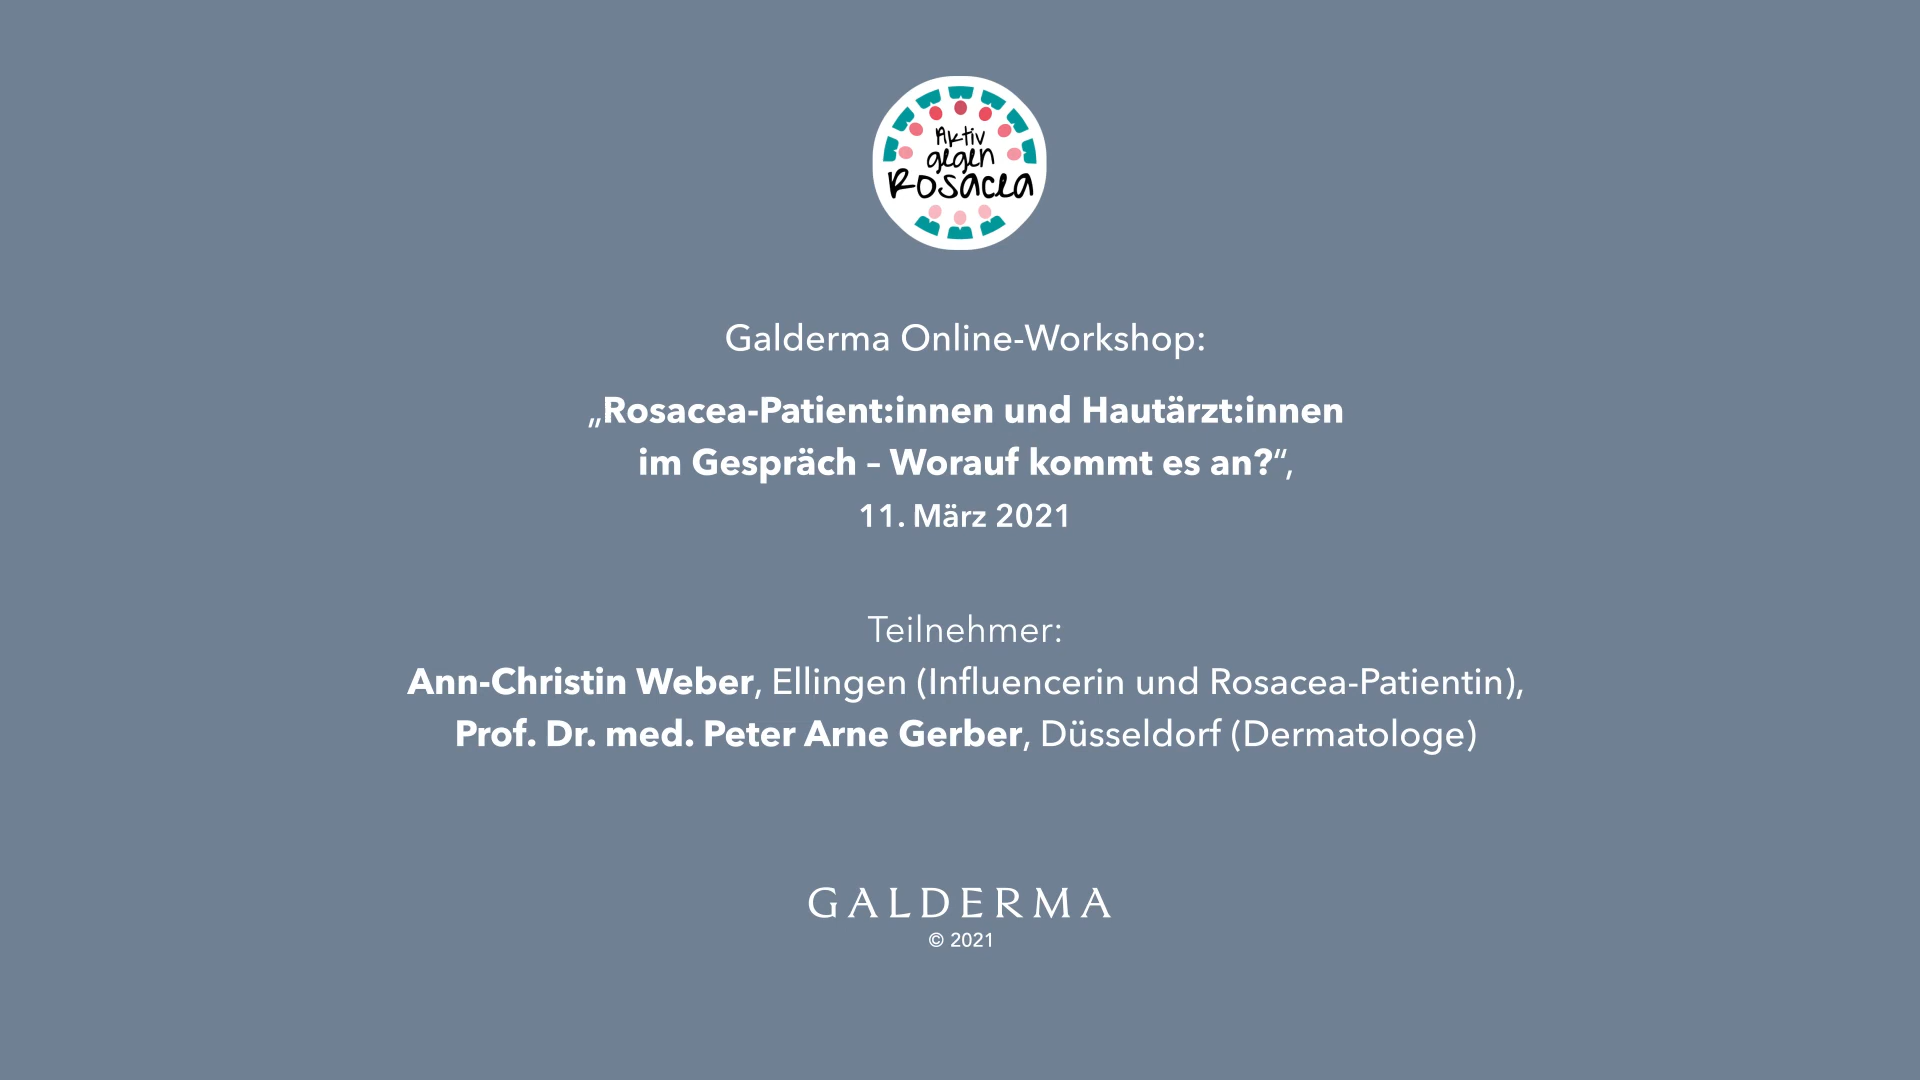 Aktiv
gegen
Rosacea
Galderma Online-Workshop:
„Rosacea-Patient:innen und Hautärzt:innen
im Gespräch – Worauf kommt es an?“,
11. März 2021
Teilnehmer:
Ann-Christin Weber, Ellingen (Influencerin und Rosacea-Patientin),
Prof. Dr. med. Peter Arne Gerber, Düsseldorf (Dermatologe)
GALDERMA
© 2021